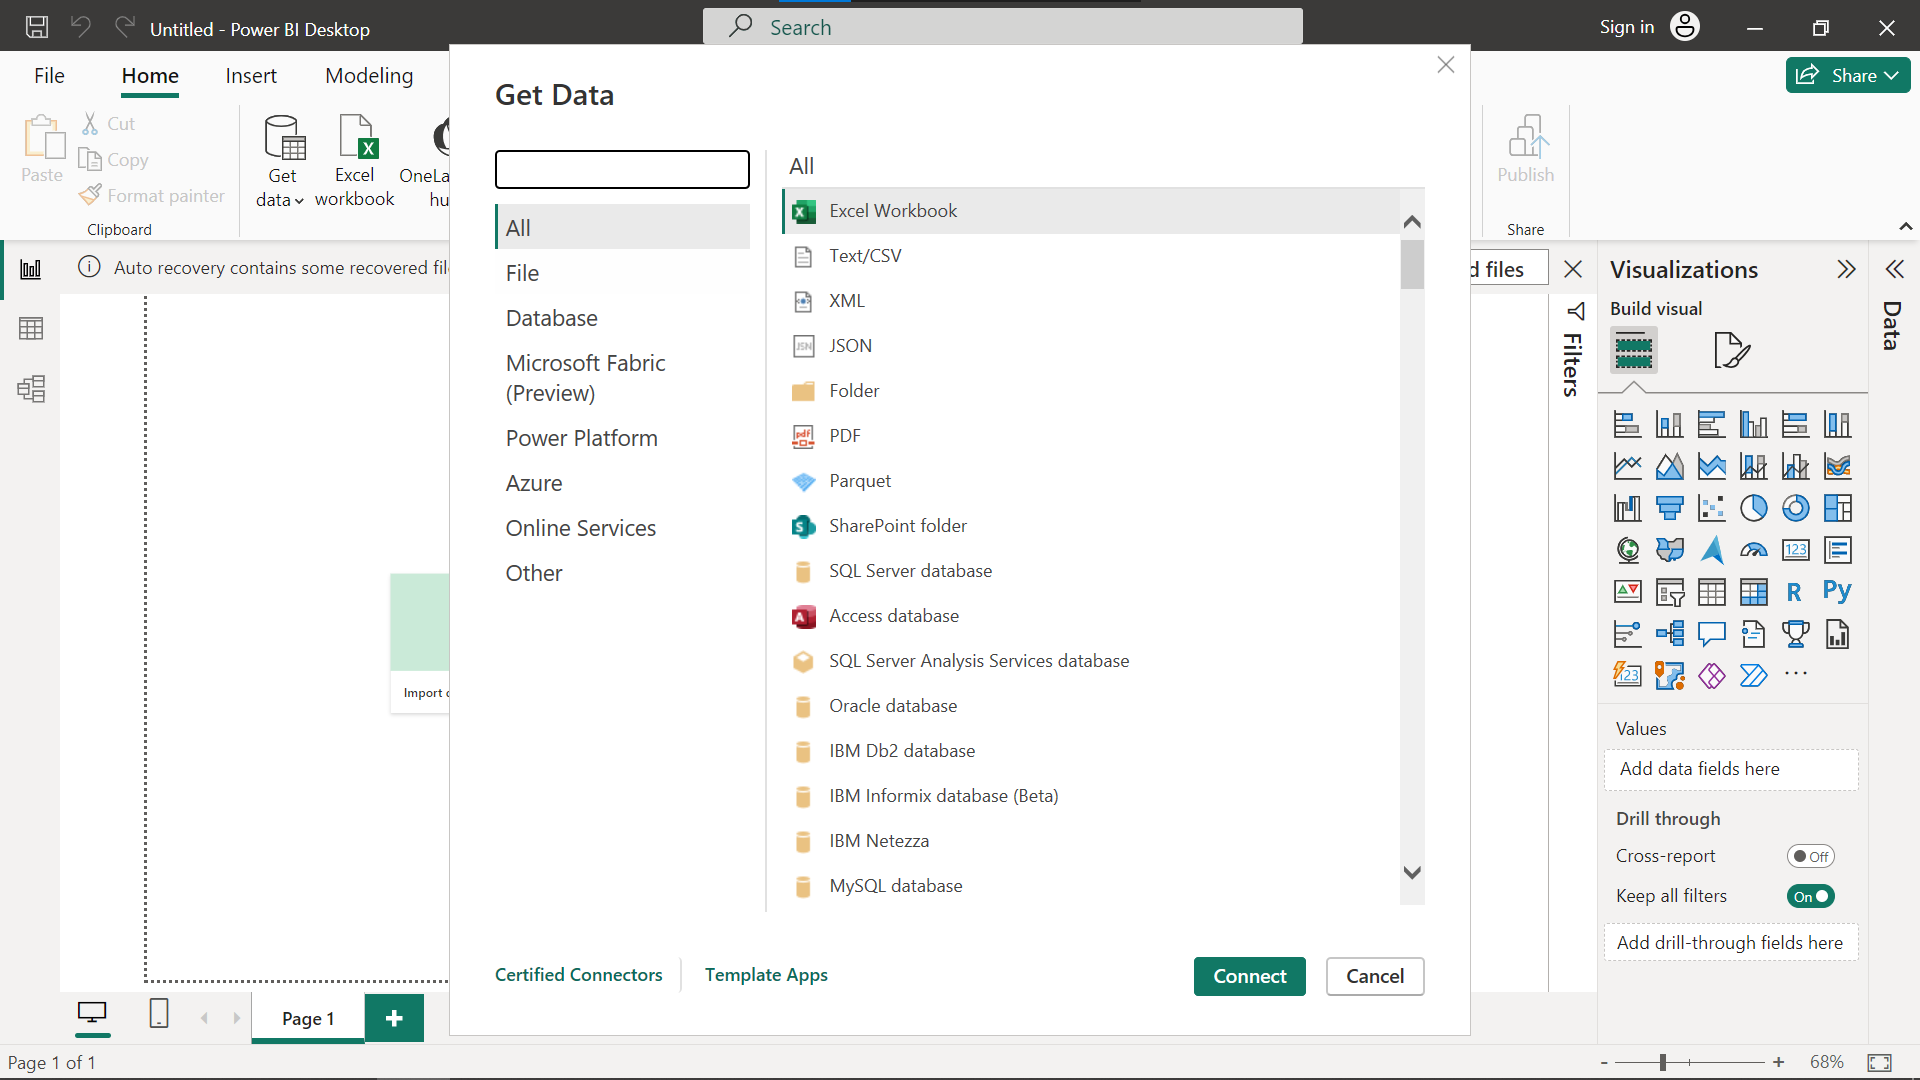 Untitled - Power BI Desktop
Search
Sign in
File
Home
Insert
Modeling
Share
Paste
Cut
Copy
Format painter
Clipboard
Get data
Excel workbook
Publish
Share
Auto recovery contains some recovered
d files
Get Data
All
File
Database
Microsoft Fabric
(Preview)
Power Platform
Azure
Online Services
Other
All
Excel Workbook
Text/CSV
XML
JSON
Folder
PDF
Parquet
SharePoint folder
SQL Server database
Access database
SQL Server Analysis Services database
Oracle database
IBM Db2 database
IBM Informix database (Beta)
IBM Netezza
MySQL database
Certified Connectors
Template Apps
Connect
Cancel
Import
Filters
Visualizations
Build visual
Data
123
R
Py
123
Values
Add data fields here
Drill through
Cross-report
Off
Keep all filters
On
Add drill-through fields here
Page 1
Page 1 of 1
68%